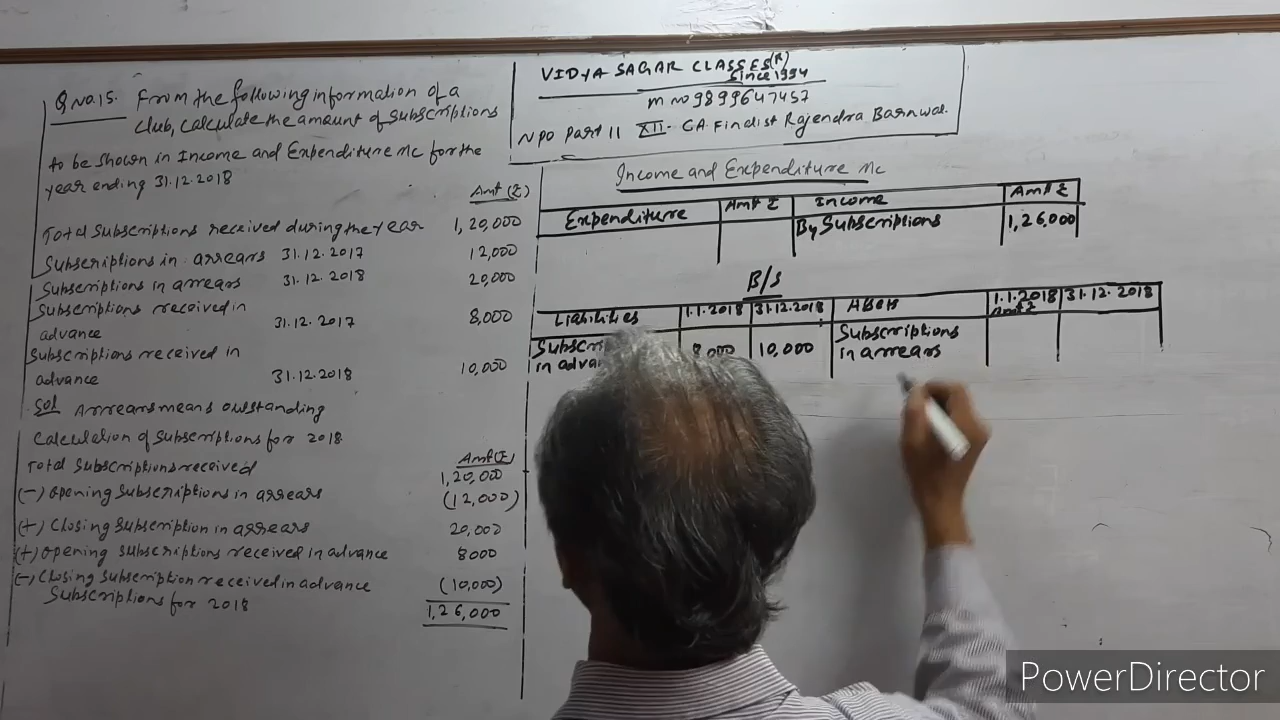 Q No.15. From the following information of a
club, calculate the amount of subscriptions
to be shown in Income and Expenditure A/c for the
year ending 31.12.2018
Amt (₹)
Total subscriptions received during the year 1,20,000
Subscriptions in arrears 31.12.2017 12,000
Subscriptions in arrears 31.12.2018 20,000
Subscriptions received in
advance 31.12.2017 8,000
Subscriptions received in
advance 31.12.2018 10,000
Sol Arrears means outstanding
Calculation of subscriptions for 2018
Amt (₹)
Total subscriptions received 1,20,000
(-) Opening subscriptions in arrears (12,000)
(+) Closing subscription in arrears 20,000
(+) Opening subscriptions received in advance 8000
(-) Closing subscription received in advance (10,000)
Subscriptions for 2018 1,26,000
VIDYA SAGAR CLASSES (R)
Since 1994
m no 9899647457
NPO Part 11 XII - CA Finalist Rajendra Barnwal.
Income and Expenditure A/c
Expenditure Amt ₹ Income Amt ₹
By Subscriptions 1,26,000
B/S
Liabilities 1.1.2018 31.12.2018 Assets 1.1.2018 31.12.2018
Amt ₹
Subscriptions
in arrears
in 8,000 10,000
PowerDirector